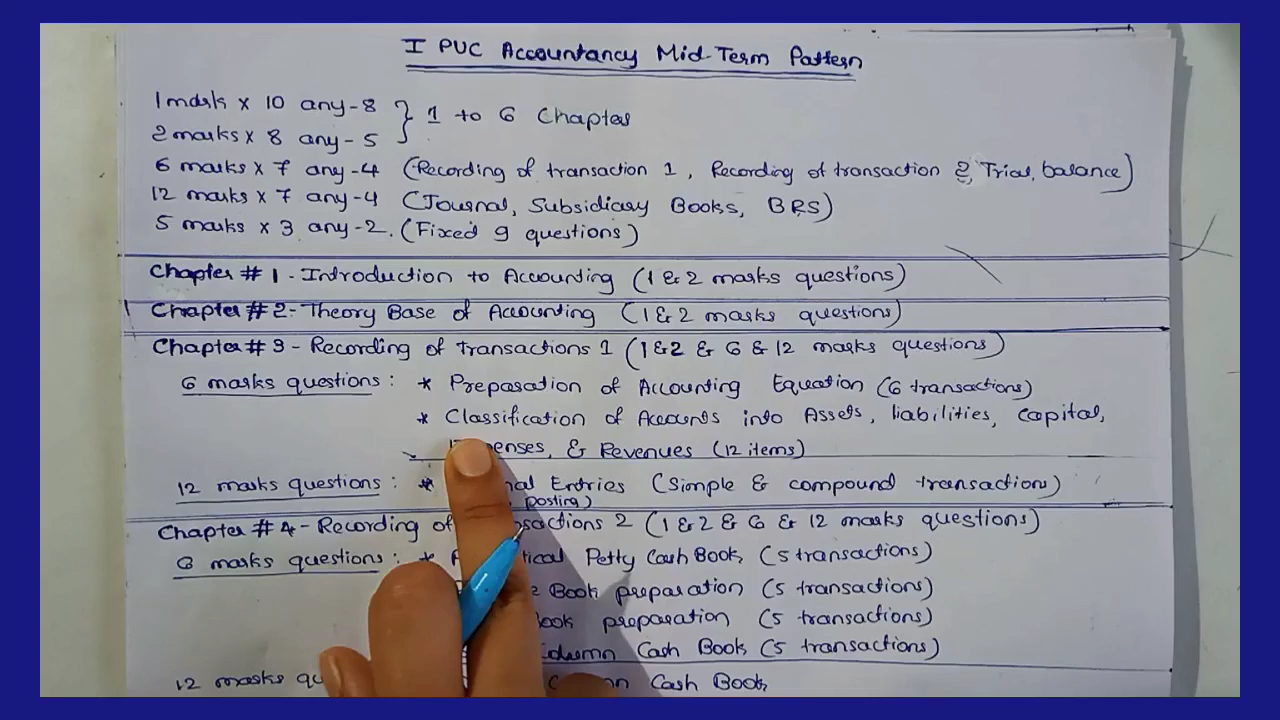 I PUC Accountancy Mid-Term Pattern
1 mark x 10 any-8 } 1 to 6 Chapter
2 marks x 8 any-5
6 marks x 7 any-4 (Recording of transaction 1, Recording of transaction 2, Trial balance)
12 marks x 7 any-4 (Journal, Subsidiary Books, BRS)
5 marks x 3 any-2. (Fixed 9 questions)
Chapter # 1 - Introduction to Accounting (1 & 2 marks questions)
Chapter # 2 - Theory Base of Accounting (1 & 2 marks questions)
Chapter # 3 - Recording of Transactions 1 (1 & 2 & 6 & 12 marks questions)
6 marks questions : * Preparation of Accounting Equation (6 transactions)
* Classification of Accounts into Assets, liabilities, capital,
& Revenues (12 items)
12 marks questions : * Entries (Simple & compound transaction)
posting)
Chapter # 4 - Recording of 2 (1 & 2 & 6 & 12 marks questions)
6 marks questions : * Petty Cash Book (5 transactions)
Book preparation (5 transactions)
preparation (5 transactions)
Cash Book (5 transactions)
12 marks Cash Book